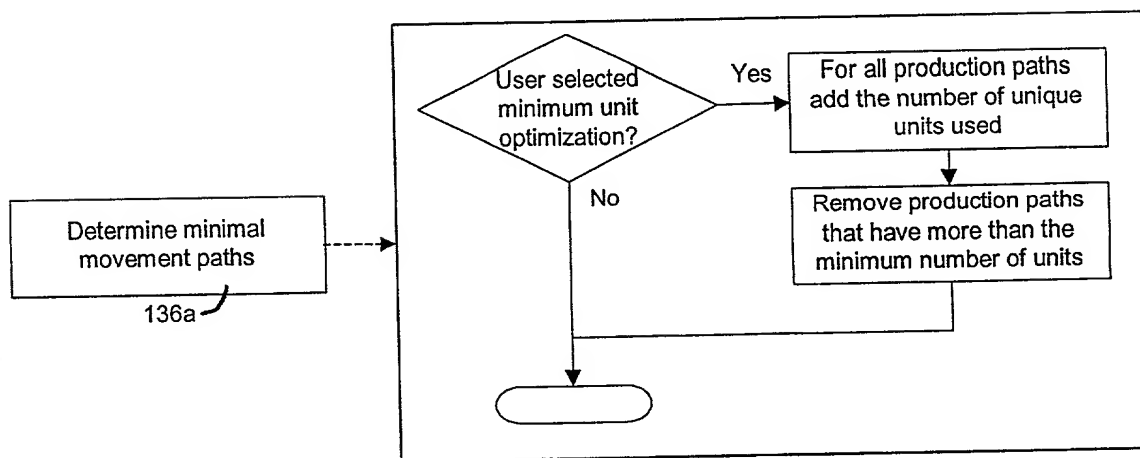 User selected
minimum unit
optimization?
Yes
For all production paths
add the number of unique
units used
No
Remove production paths
that have more than the
minimum number of units
Determine minimal
movement paths
136a